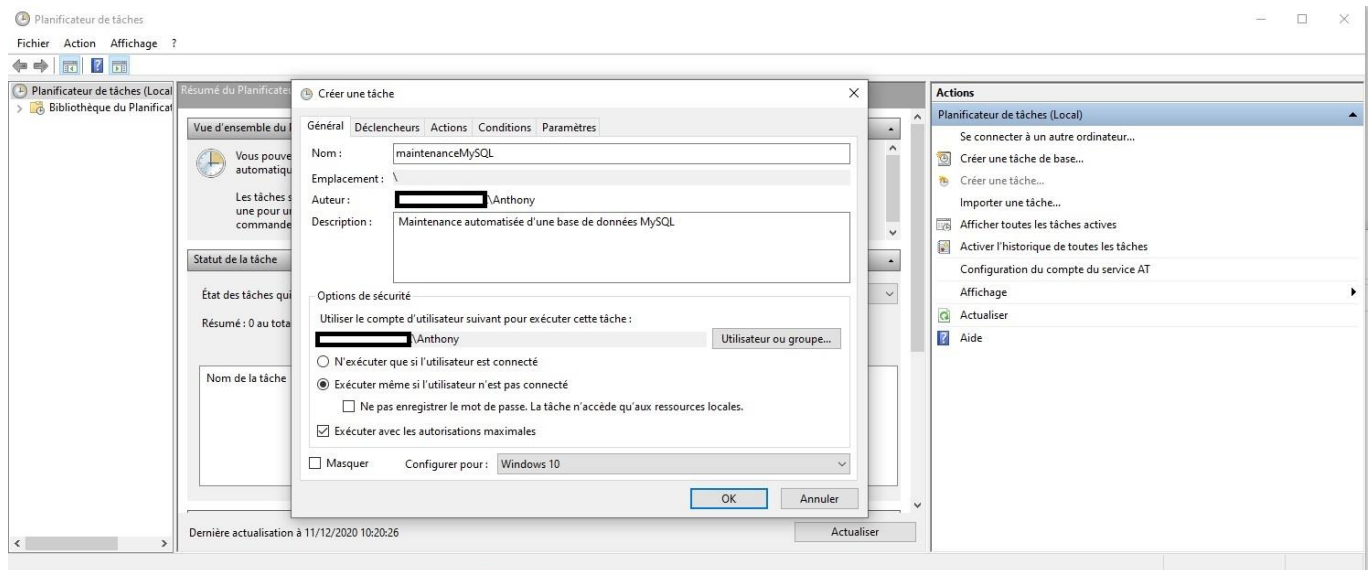 Planificateur de tâches
Fichier Action Affichage ?
Planificateur de tâches (Local
Bibliothèque du Planificat
Résumé du Planificate
Vue d'ensemble du
Vous pouve
automatiqu
Les tâches s
une pour u
commande
Statut de la tâche
État des tâches qui
Résumé : 0 au tota
Nom de la tâche
Dernière actualisation à 11/12/2020 10:20:26
Actualiser
Créer une tâche
Général Déclencheurs Actions Conditions Paramètres
Nom : maintenanceMySQL
Emplacement : \
Auteur : \Anthony
Description : Maintenance automatisée d'une base de données MySQL
Options de sécurité
Utiliser le compte d'utilisateur suivant pour exécuter cette tâche :
\Anthony Utilisateur ou groupe...
N'exécuter que si l'utilisateur est connecté
Exécuter même si l'utilisateur n'est pas connecté
Ne pas enregistrer le mot de passe. La tâche n'accède qu'aux ressources locales.
Exécuter avec les autorisations maximales
Masquer Configurer pour : Windows 10
OK Annuler
Actions
Planificateur de tâches (Local)
Se connecter à un autre ordinateur...
Créer une tâche de base...
Créer une tâche...
Importer une tâche...
Afficher toutes les tâches actives
Activer l'historique de toutes les tâches
Configuration du compte du service AT
Affichage
Actualiser
Aide